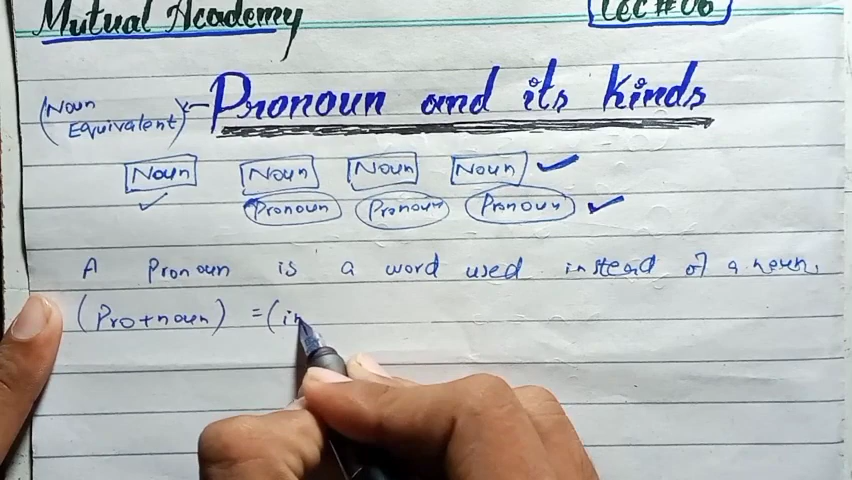 Mutual Academy
Lec#06
(Noun Equivalent) Pronoun and its Kinds
Noun Noun Noun Noun
Pronoun Pronoun Pronoun
A Pronoun is a word used instead of a noun.
(Pro+noun) = (in